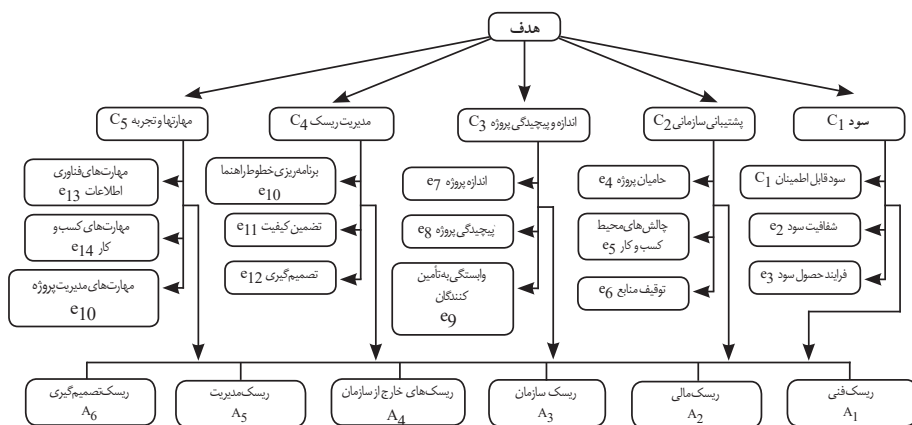 هدف
سود C1
پشتیبانی سازمانی C2
اندازه و پیچیدگی پروژه C3
مدیریت ریسک C4
مهارتها و تجربه C5
سود قابل اطمینان C1
شفافیت سود e2
فرایند حصول سود e3
حامیان پروژه e4
چالش‌های محیط
کسب و کار e5
توقیف منابع e6
اندازه پروژه e7
پیچیدگی پروژه e8
وابستگی به تأمین
کنندگان
e9
برنامه‌ریزی خطوط راهنما
e10
تضمین کیفیت e11
تصمیم‌گیری e12
مهارت‌های فناوری
اطلاعات e13
مهارت‌های کسب و
کار e14
مهارت‌های مدیریت پروژه
e10
ریسک فنی
A1
ریسک مالی
A2
ریسک سازمان
A3
ریسک‌های خارج از سازمان
A4
ریسک مدیریت
A5
ریسک تصمیم‌گیری
A6